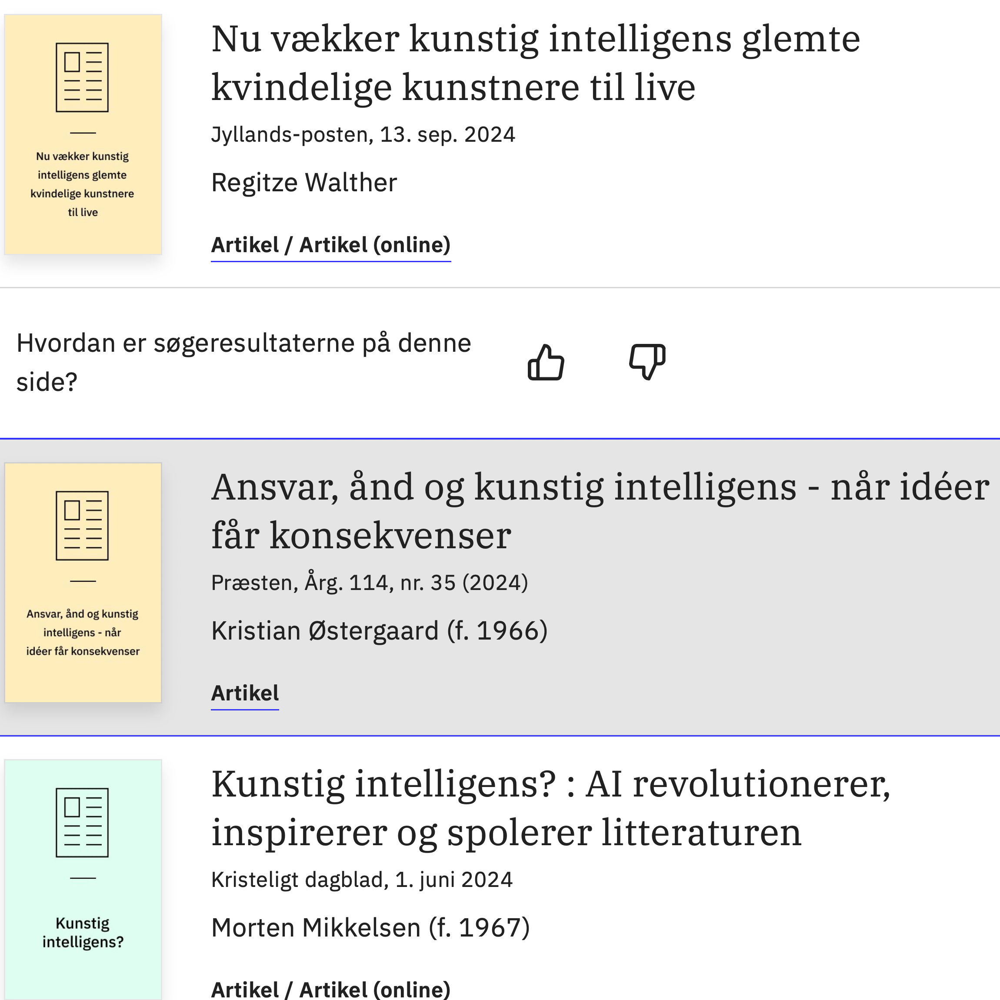 Nu vækker kunstig
intelligens glemte
kvindelige kunstnere
til live
Nu vækker kunstig intelligens glemte
kvindelige kunstnere til live
Jyllands-posten, 13. sep. 2024
Regitze Walther
Artikel / Artikel (online)
Hvordan er søgeresultaterne på denne
side?
Ansvar, ånd og kunstig
intelligens - når
idéer får konsekvenser
Ansvar, ånd og kunstig intelligens - når idéer
får konsekvenser
Præsten, Årg. 114, nr. 35 (2024)
Kristian Østergaard (f. 1966)
Artikel
Kunstig
intelligens?
Kunstig intelligens? : AI revolutionerer,
inspirerer og spolerer litteraturen
Kristeligt dagblad, 1. juni 2024
Morten Mikkelsen (f. 1967)
Artikel / Artikel (online)